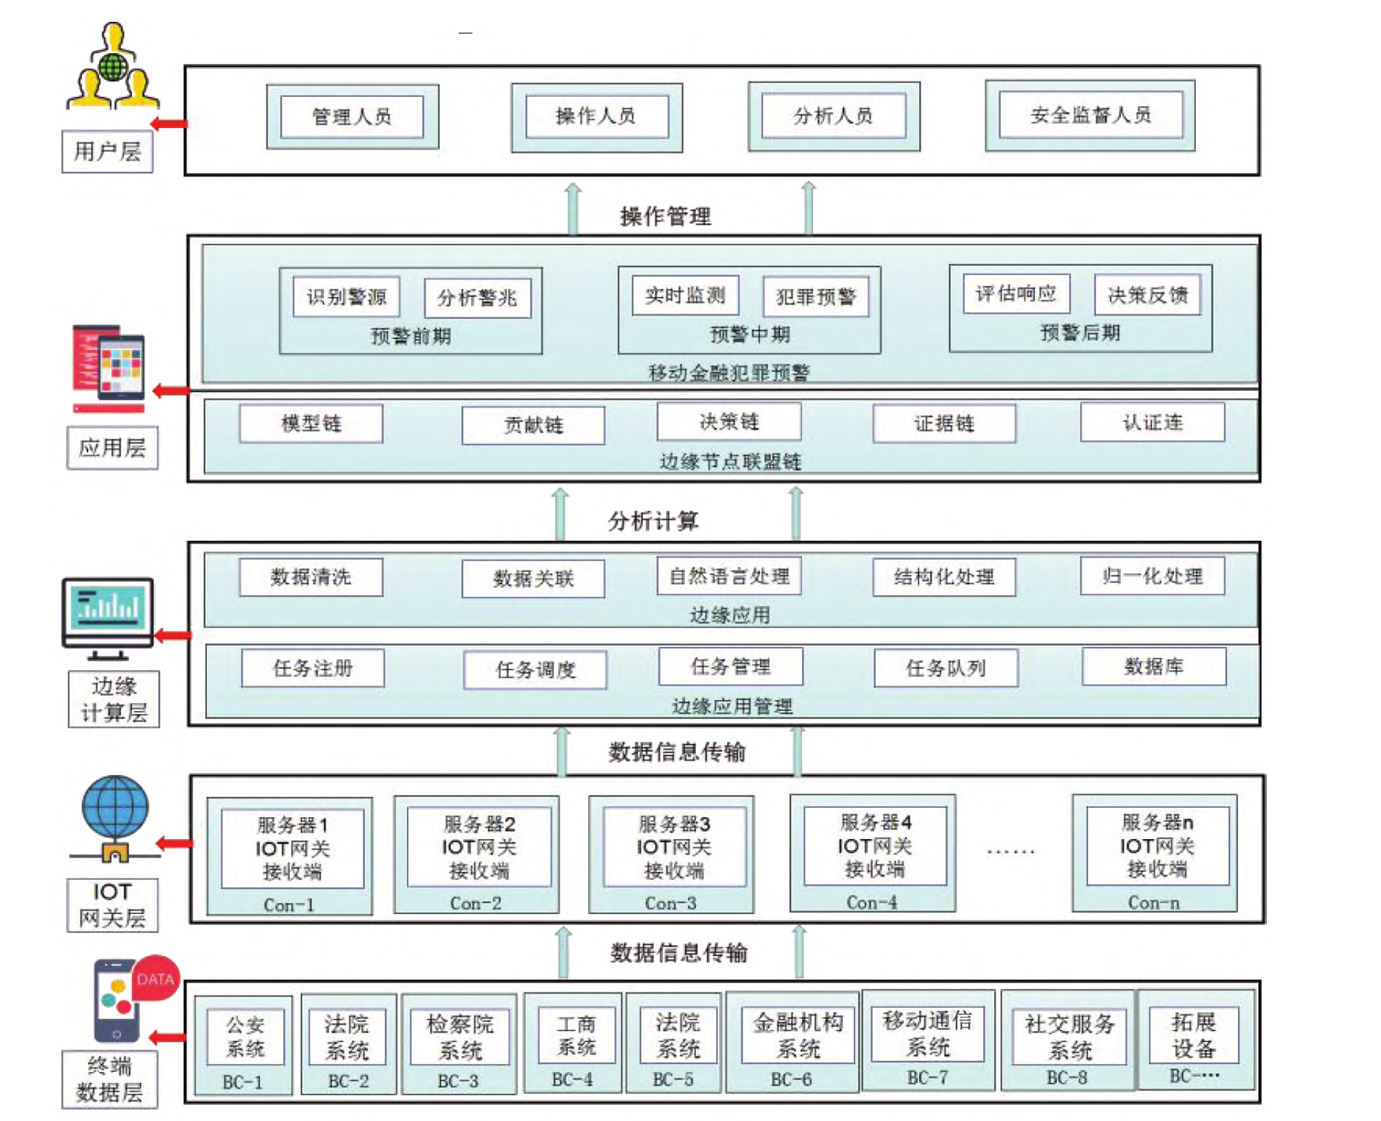 管理人员
操作人员
分析人员
安全监督人员
用户层
操作管理
识别警源
分析警兆
预警前期
实时监测
犯罪预警
预警中期
评估响应
决策反馈
预警后期
移动金融犯罪预警
模型链
贡献链
决策链
证据链
认证连
边缘节点联盟链
应用层
分析计算
数据清洗
数据关联
自然语言处理
结构化处理
归一化处理
边缘应用
任务注册
任务调度
任务管理
任务队列
数据库
边缘应用管理
边缘
计算层
数据信息传输
服务器1
IOT网关
接收端
Con-1
服务器2
IOT网关
接收端
Con-2
服务器3
IOT网关
接收端
Con-3
服务器4
IOT网关
接收端
Con-4
……
服务器n
IOT网关
接收端
Con-n
IOT
网关层
数据信息传输
DATA
公安
系统
BC-1
法院
系统
BC-2
检察院
系统
BC-3
工商
系统
BC-4
法院
系统
BC-5
金融机构
系统
BC-6
移动通信
系统
BC-7
社交服务
系统
BC-8
拓展
设备
BC-…
终端
数据层